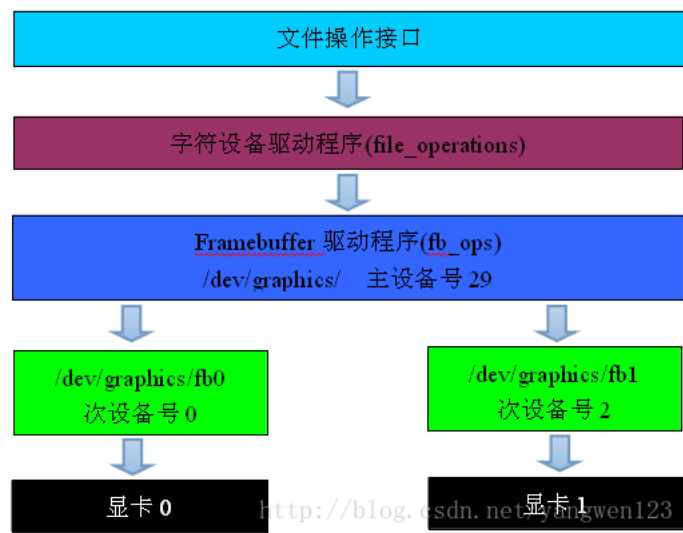 文件操作接口
字符设备驱动程序(file_operations)
Framebuffer 驱动程序(fb_ops)
/dev/graphics/ 主设备号 29
/dev/graphics/fb0
次设备号 0
/dev/graphics/fb1
次设备号 2
显卡 0
显卡 1
http://blog.csdn.net/yangwen123